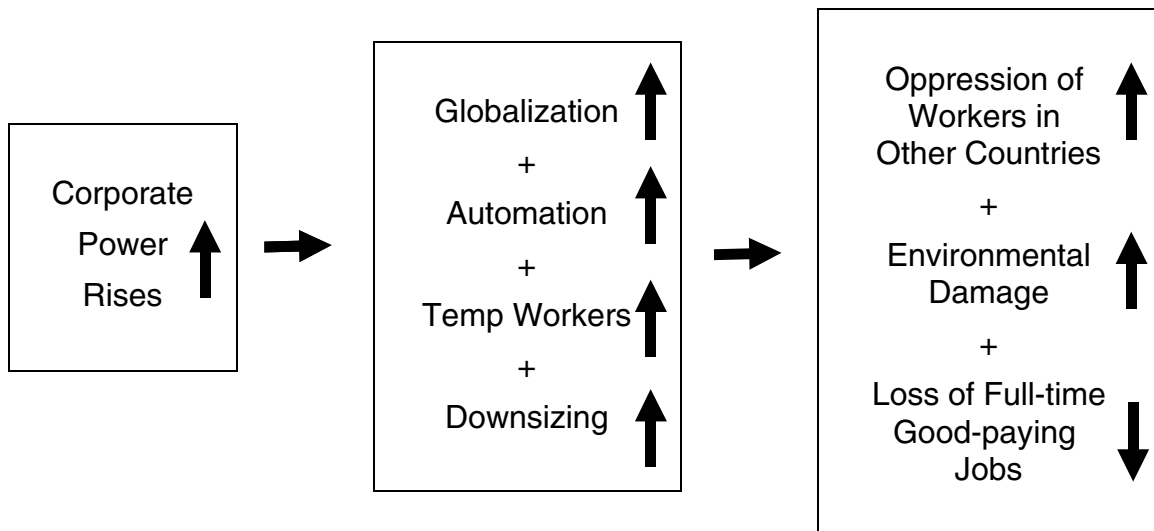 Corporate
Power
Rises
Globalization
+
Automation
+
Temp Workers
+
Downsizing
Oppression of
Workers in
Other Countries
+
Environmental
Damage
+
Loss of Full-time
Good-paying
Jobs